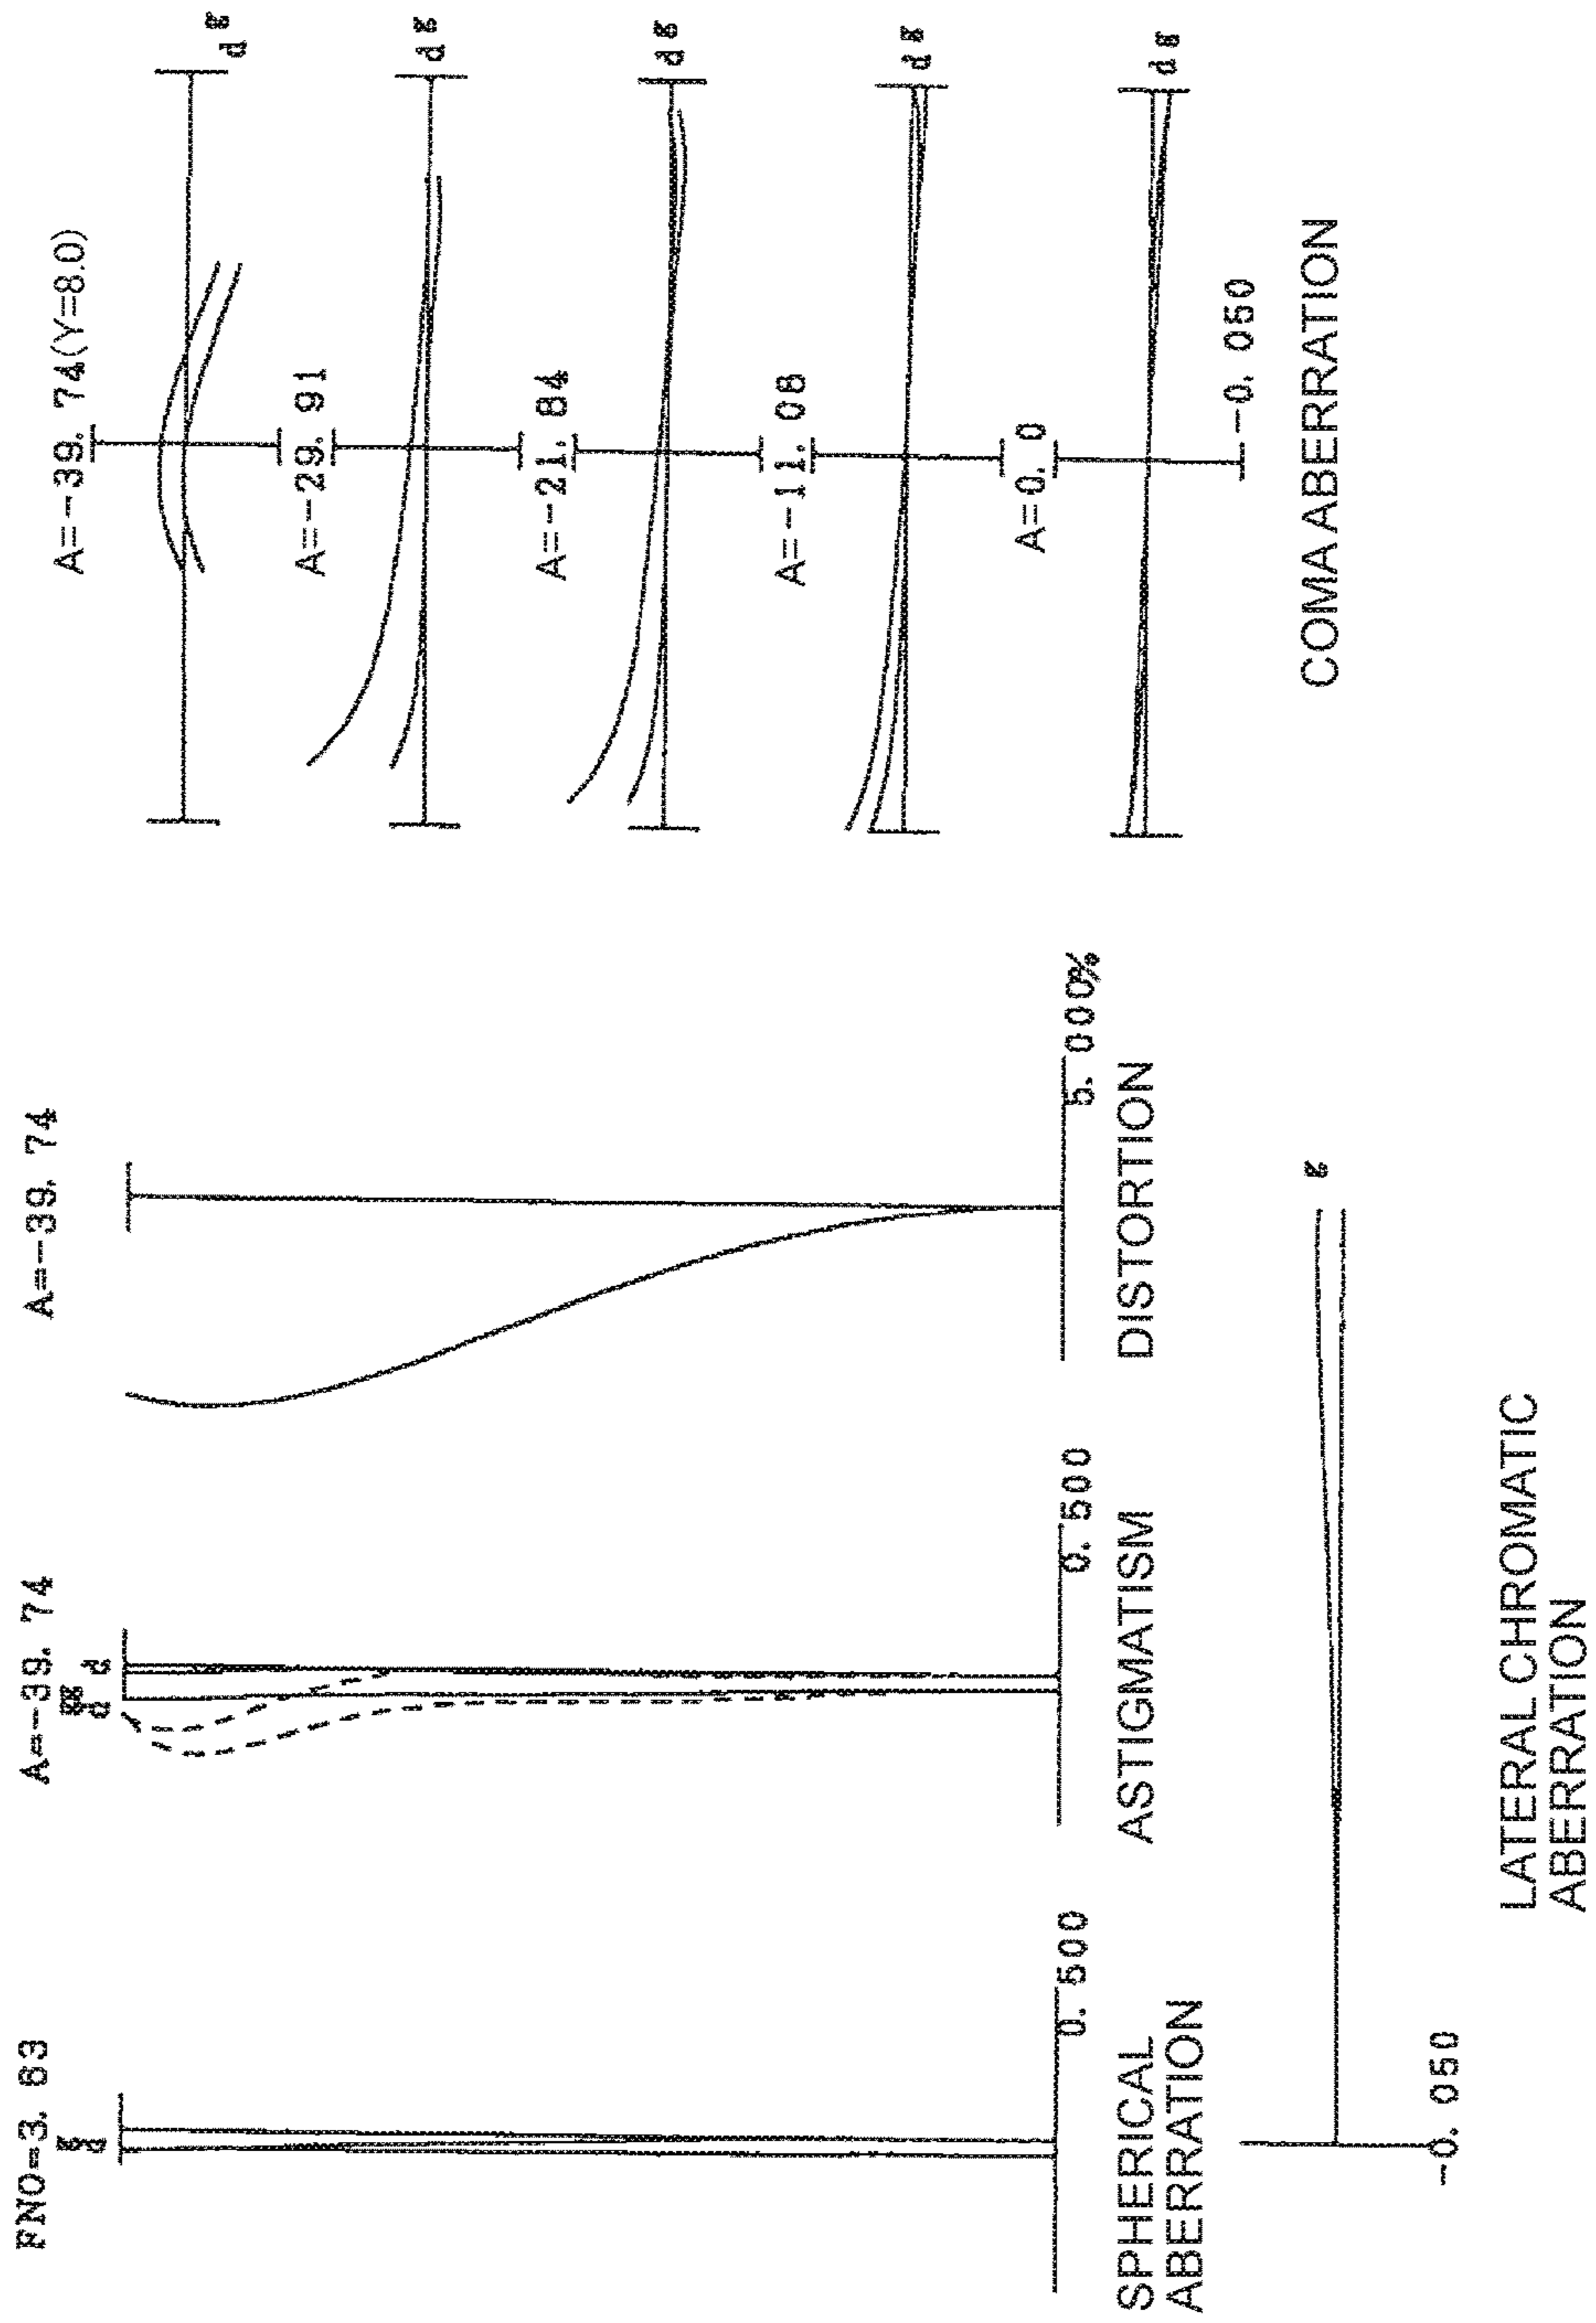 FNO=3. 63
g
d
0. 500
SPHERICAL
ABERRATION
A=-39. 74
g
d
d
0. 500
ASTIGMATISM
A=-39. 74
5. 000%
DISTORTION
g
-0. 050
LATERAL CHROMATIC
ABERRATION
A=-39. 74(Y=8.0)
d g
A=-29. 91
d g
A=-21. 84
d g
A=-11. 08
d g
A=0. 0
d g
-0. 050
COMA ABERRATION